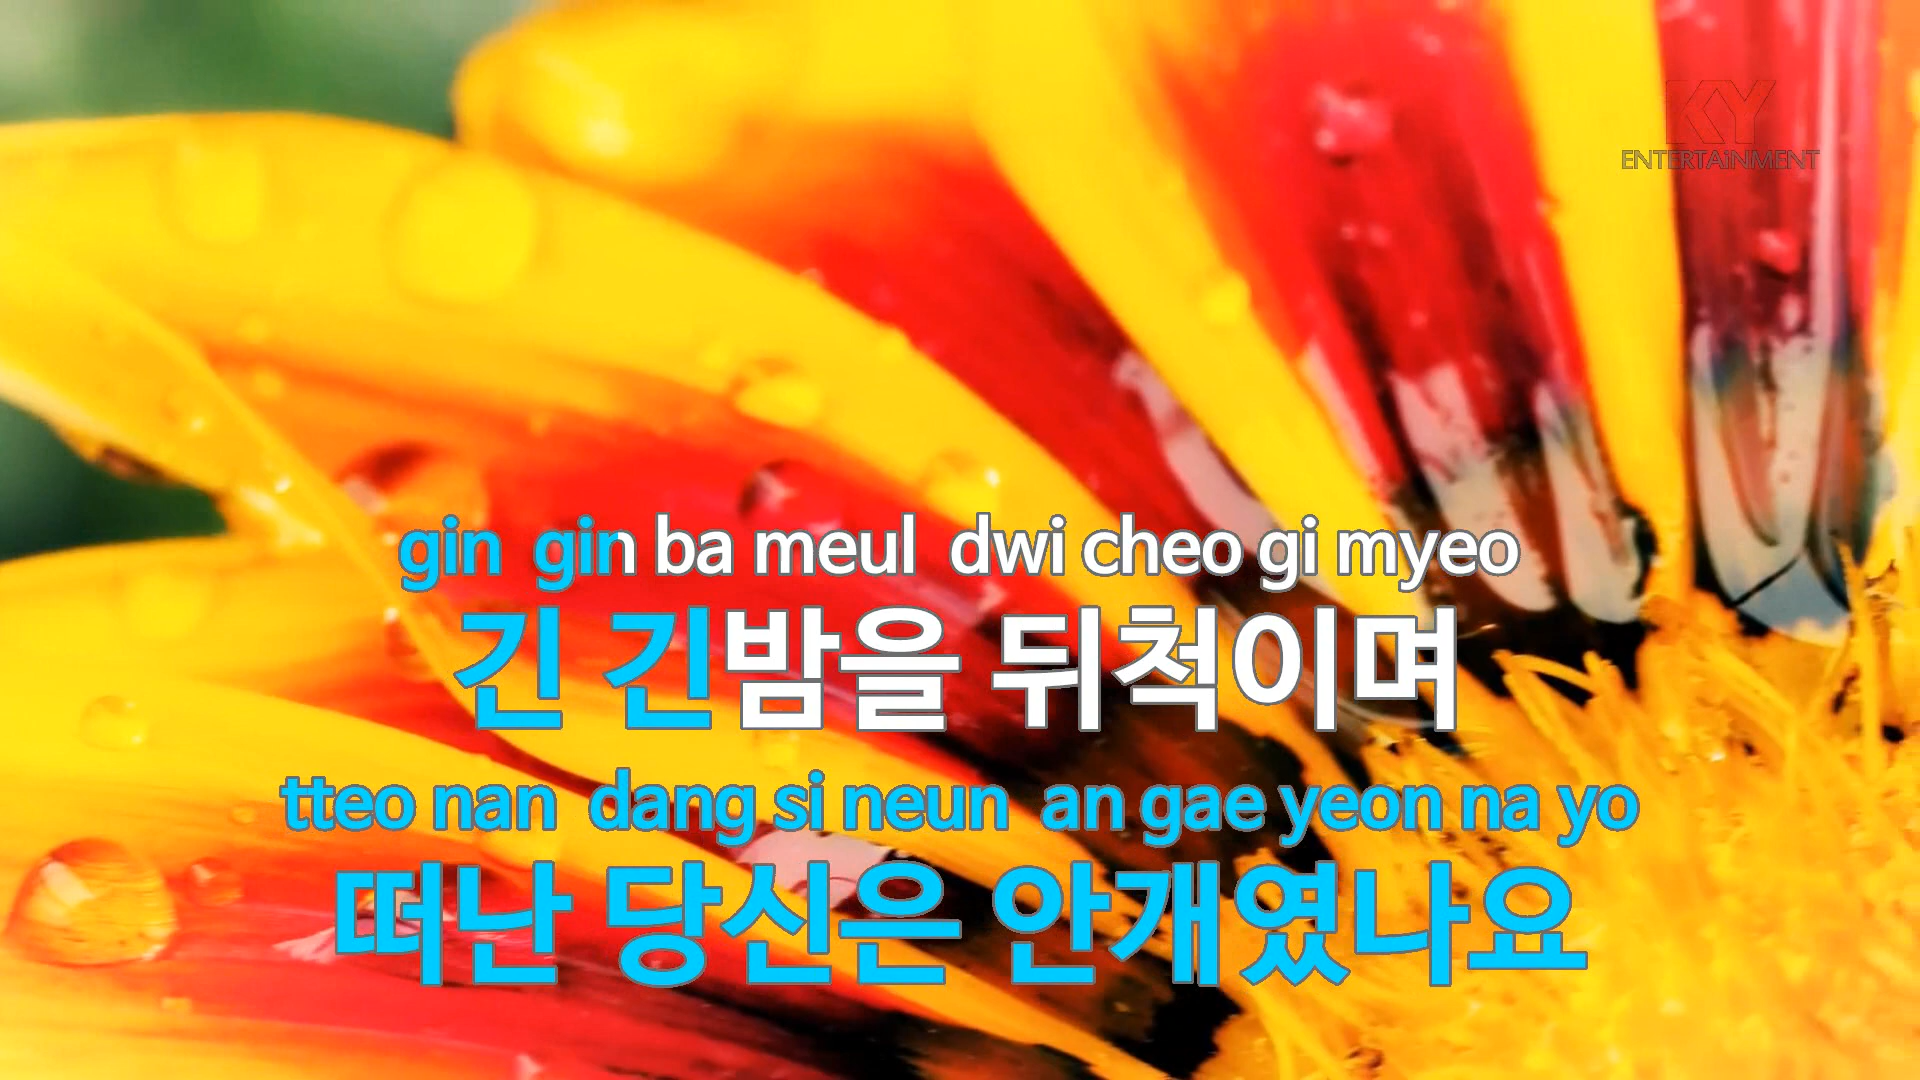 KY
ENTERTAINMENT
gin gin ba meul dwi cheo gi myeo
긴 긴밤을 뒤척이며
tteo nan dang si neun an gae yeon na yo
떠난 당신은 안개였나요